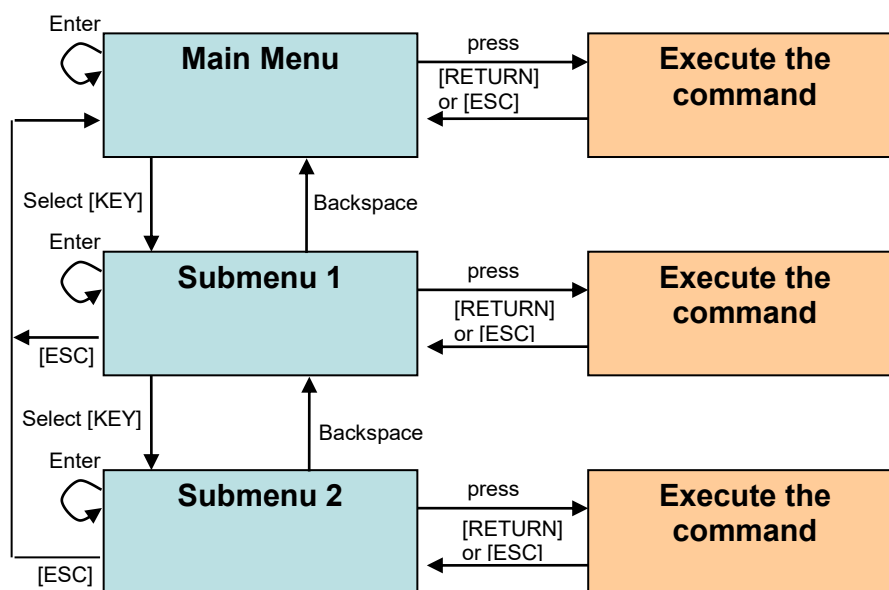 Enter
Main Menu
press
Execute the
command
[RETURN]
or [ESC]
Select [KEY]
Backspace
Enter
Submenu 1
press
Execute the
command
[RETURN]
or [ESC]
[ESC]
Select [KEY]
Backspace
Enter
Submenu 2
press
Execute the
command
[RETURN]
or [ESC]
[ESC]